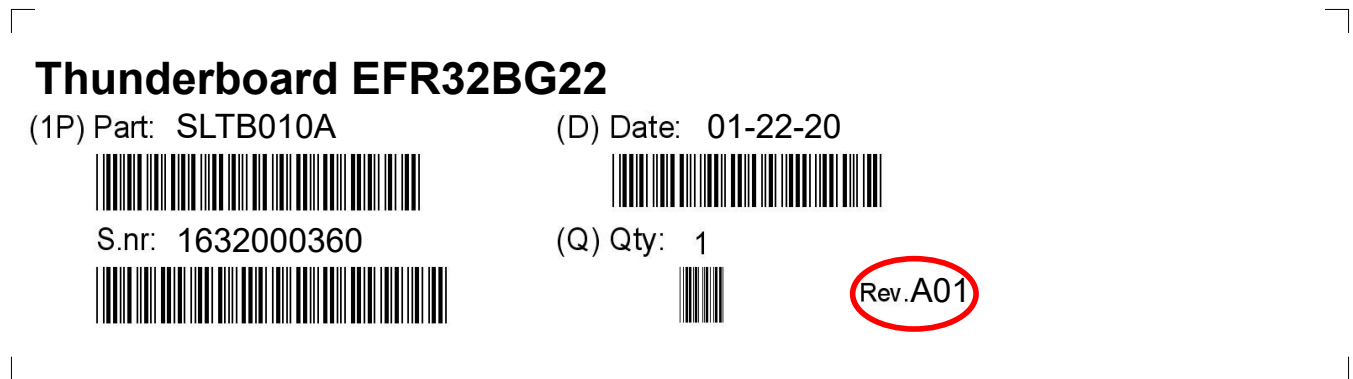 Thunderboard EFR32BG22
(1P) Part: SLTB010A (D) Date: 01-22-20
S.nr: 1632000360 (Q) Qty: 1
Rev.A01